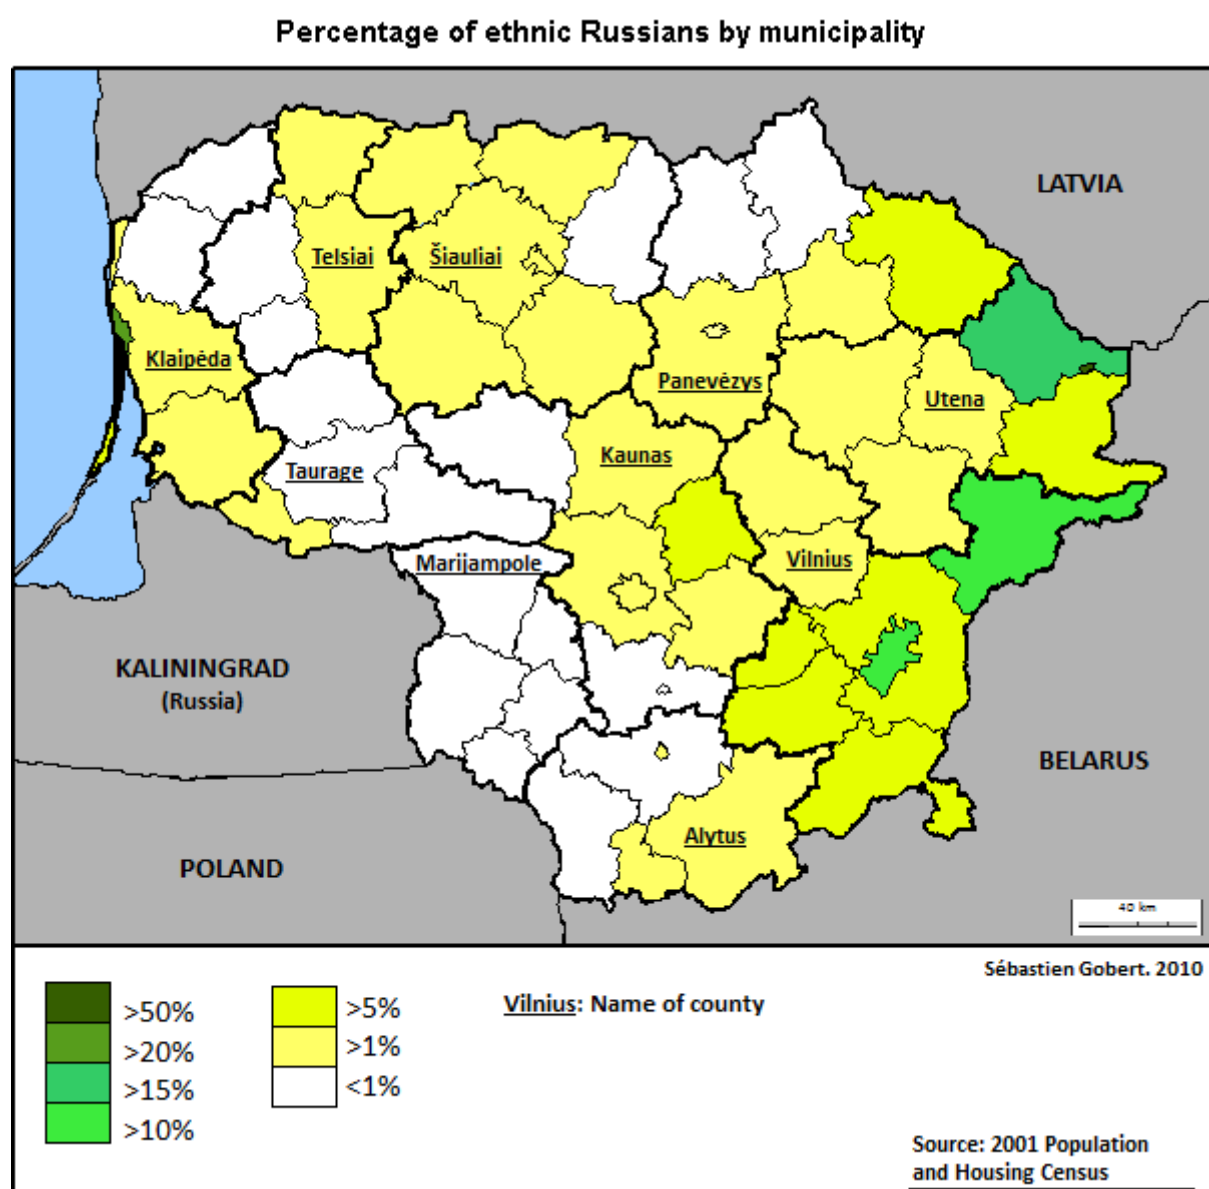 Percentage of ethnic Russians by municipality
LATVIA
Telsiai
Šiauliai
Klaipėda
Panevėzys
Utena
Kaunas
Taurage
Vilnius
Marijampole
KALININGRAD
(Russia)
BELARUS
Alytus
POLAND
40 km
Sébastien Gobert. 2010
>50%
>20%
>15%
>10%
>5%
>1%
<1%
Vilnius: Name of county
Source: 2001 Population
and Housing Census